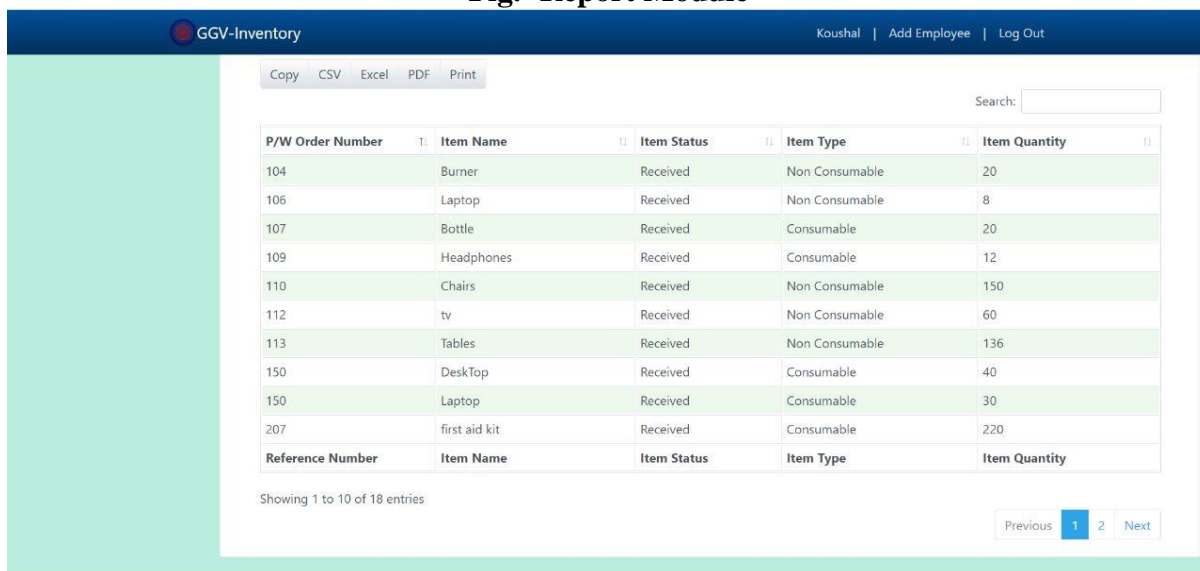 Fig:- Report Module
GGV-Inventory Koushal | Add Employee | Log Out
Copy CSV Excel PDF Print
Search:
P/W Order Number Item Name Item Status Item Type Item Quantity
104 Burner Received Non Consumable 20
106 Laptop Received Non Consumable 8
107 Bottle Received Consumable 20
109 Headphones Received Consumable 12
110 Chairs Received Non Consumable 150
112 tv Received Non Consumable 60
113 Tables Received Non Consumable 136
150 DeskTop Received Consumable 40
150 Laptop Received Consumable 30
207 first aid kit Received Consumable 220
Reference Number Item Name Item Status Item Type Item Quantity
Showing 1 to 10 of 18 entries
Previous 1 2 Next